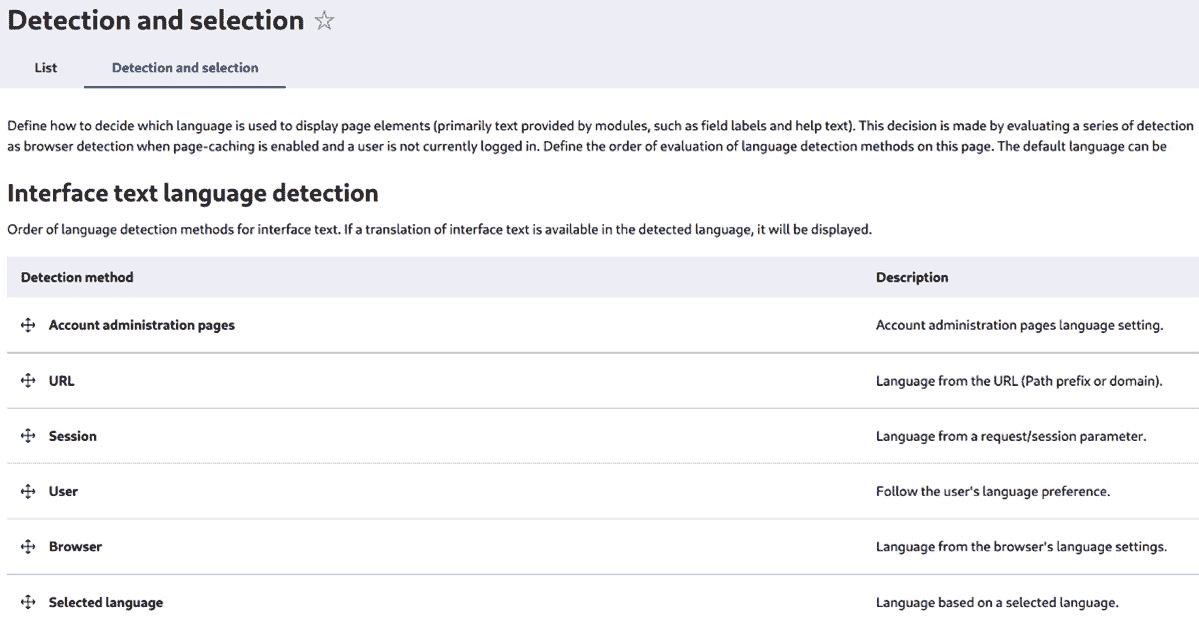 Detection and selection
List
Detection and selection
Define how to decide which language is used to display page elements (primarily text provided by modules, such as field labels and help text). This decision is made by evaluating a series of detection
as browser detection when page-caching is enabled and a user is not currently logged in. Define the order of evaluation of language detection methods on this page. The default language can be
Interface text language detection
Order of language detection methods for interface text. If a translation of interface text is available in the detected language, it will be displayed.
Detection method Description
Account administration pages Account administration pages language setting.
URL Language from the URL (Path prefix or domain).
Session Language from a request/session parameter.
User Follow the user's language preference.
Browser Language from the browser's language settings.
Selected language Language based on a selected language.